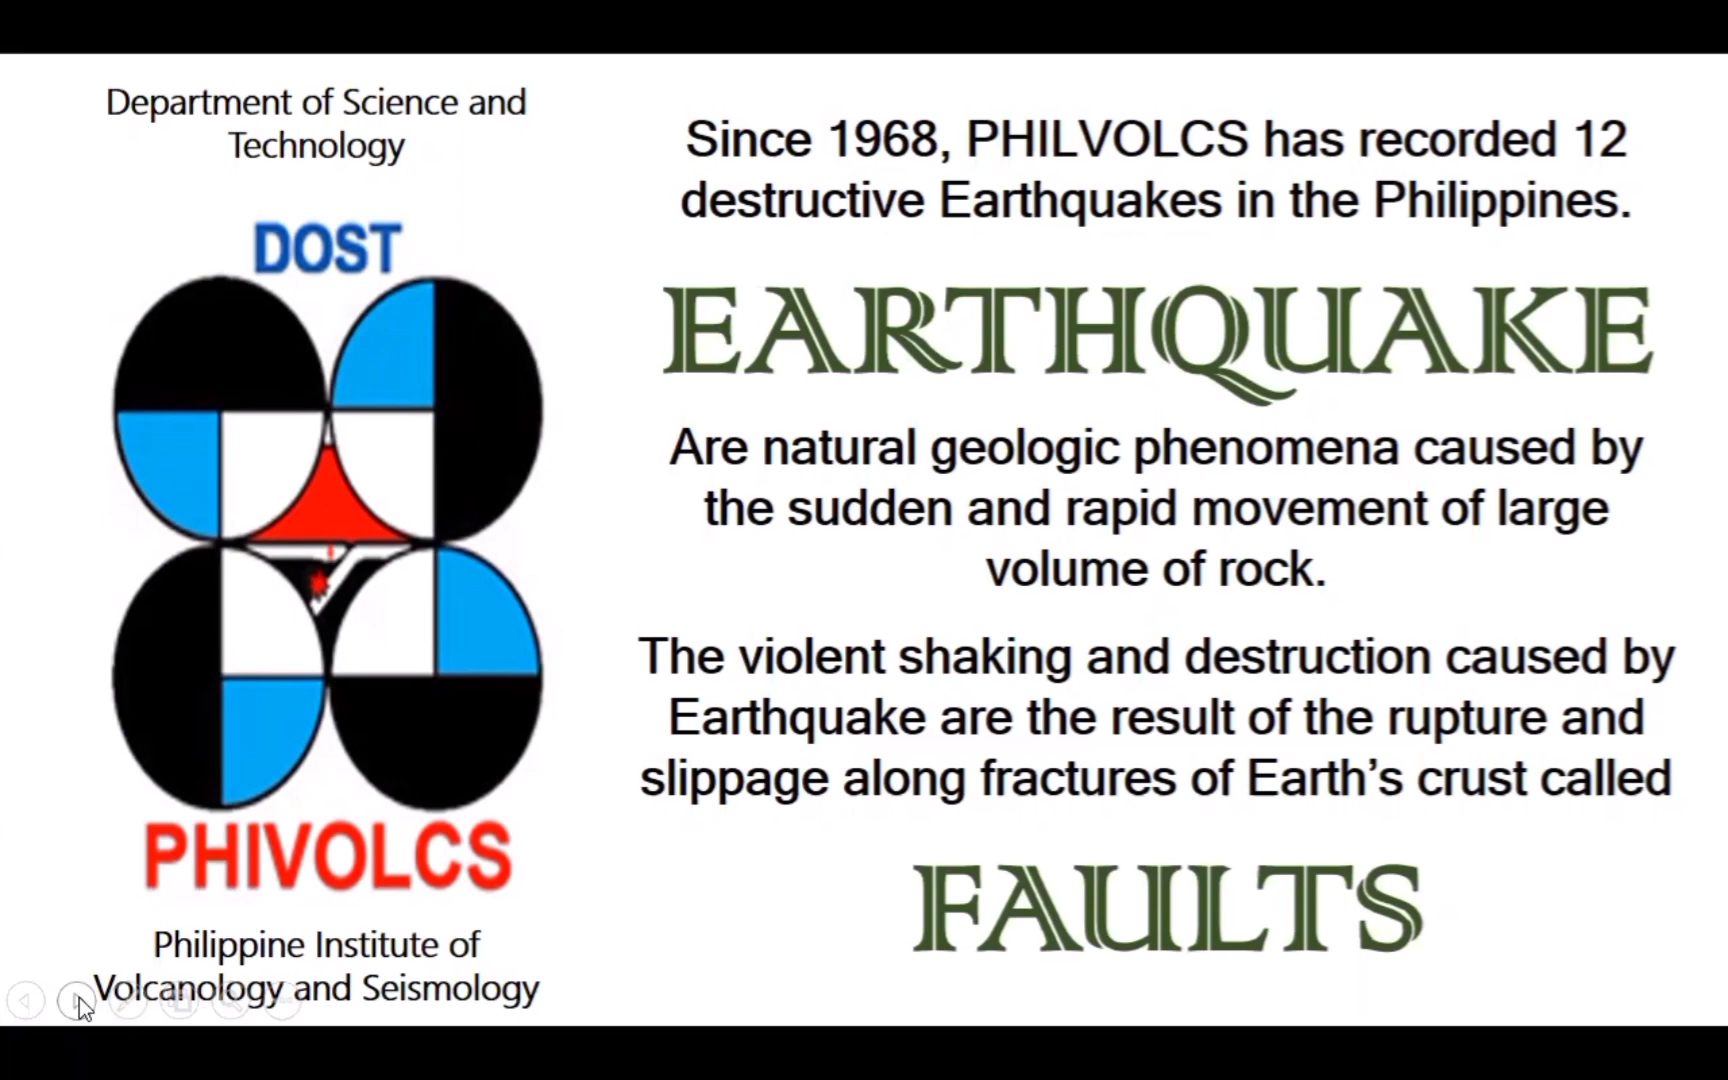 Department of Science and
Technology
DOST
PHIVOLCS
Philippine Institute of
Volcanology and Seismology
Since 1968, PHILVOLCS has recorded 12
destructive Earthquakes in the Philippines.
EARTHQUAKE
Are natural geologic phenomena caused by
the sudden and rapid movement of large
volume of rock.
The violent shaking and destruction caused by
Earthquake are the result of the rupture and
slippage along fractures of Earth’s crust called
FAULTS